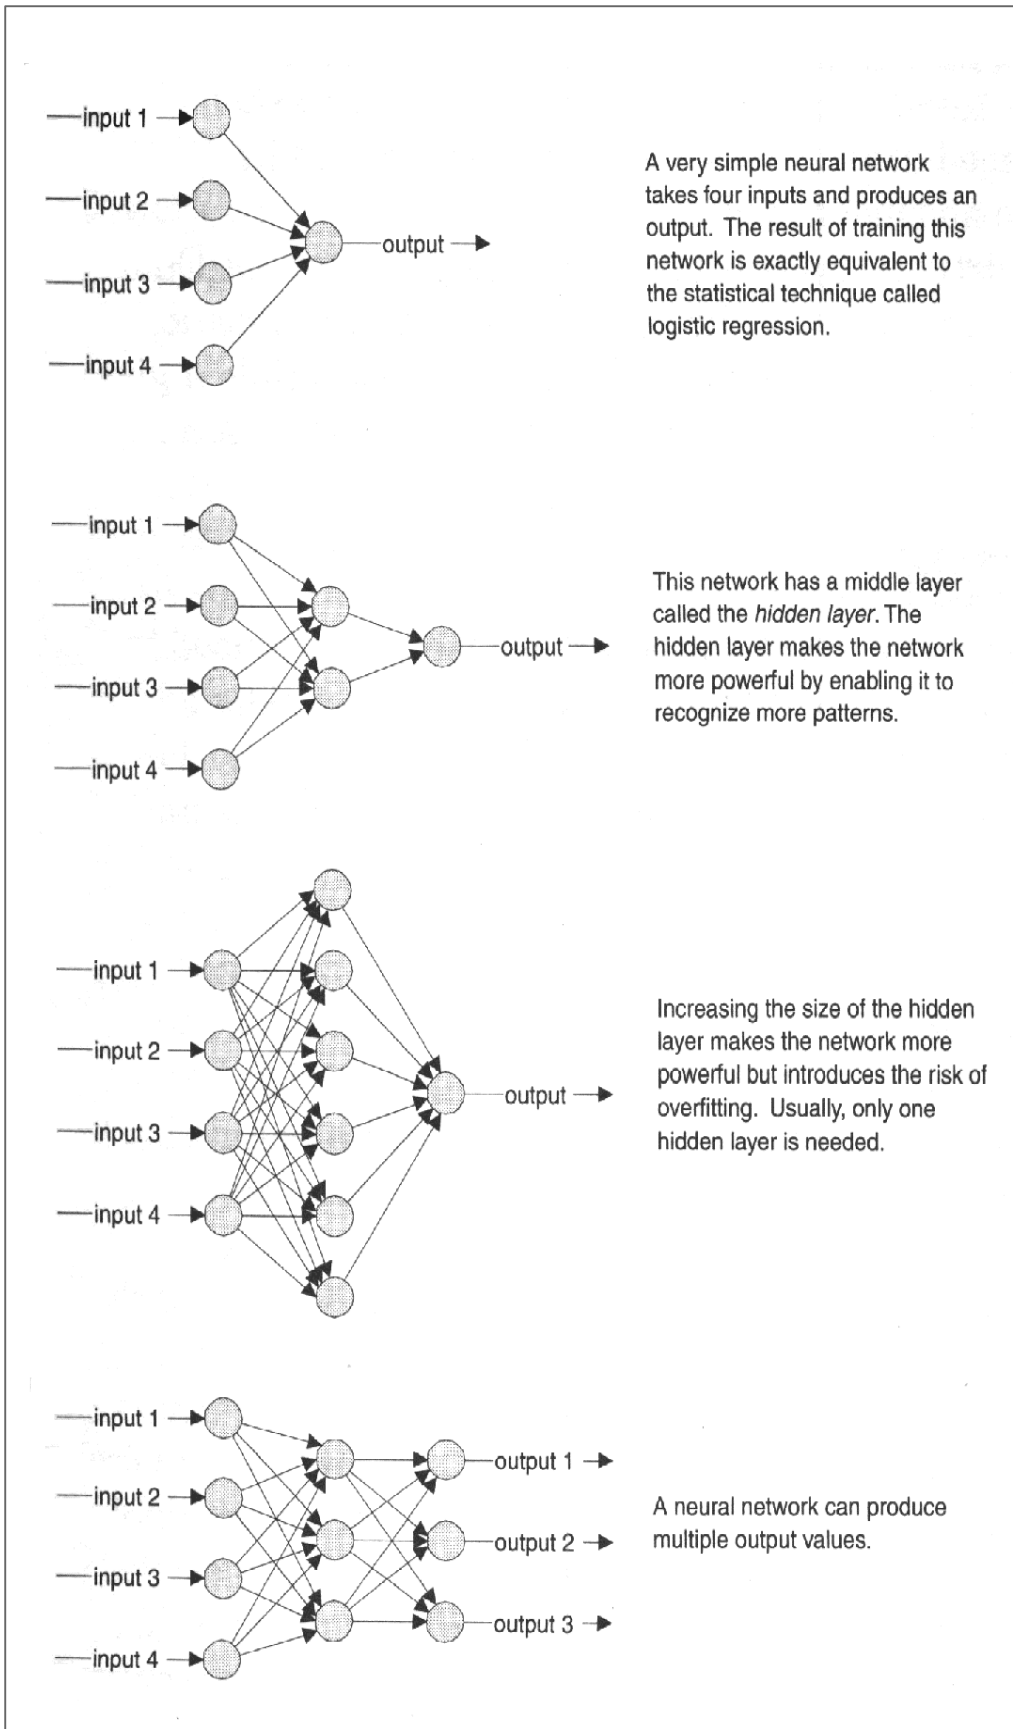 input 1
input 2
output
input 3
input 4
A very simple neural network
takes four inputs and produces an
output. The result of training this
network is exactly equivalent to
the statistical technique called
logistic regression.
input 1
input 2
output
input 3
input 4
This network has a middle layer
called the hidden layer. The
hidden layer makes the network
more powerful by enabling it to
recognize more patterns.
input 1
input 2
output
input 3
input 4
Increasing the size of the hidden
layer makes the network more
powerful but introduces the risk of
overfitting. Usually, only one
hidden layer is needed.
input 1
output 1
input 2
output 2
input 3
output 3
input 4
A neural network can produce
multiple output values.